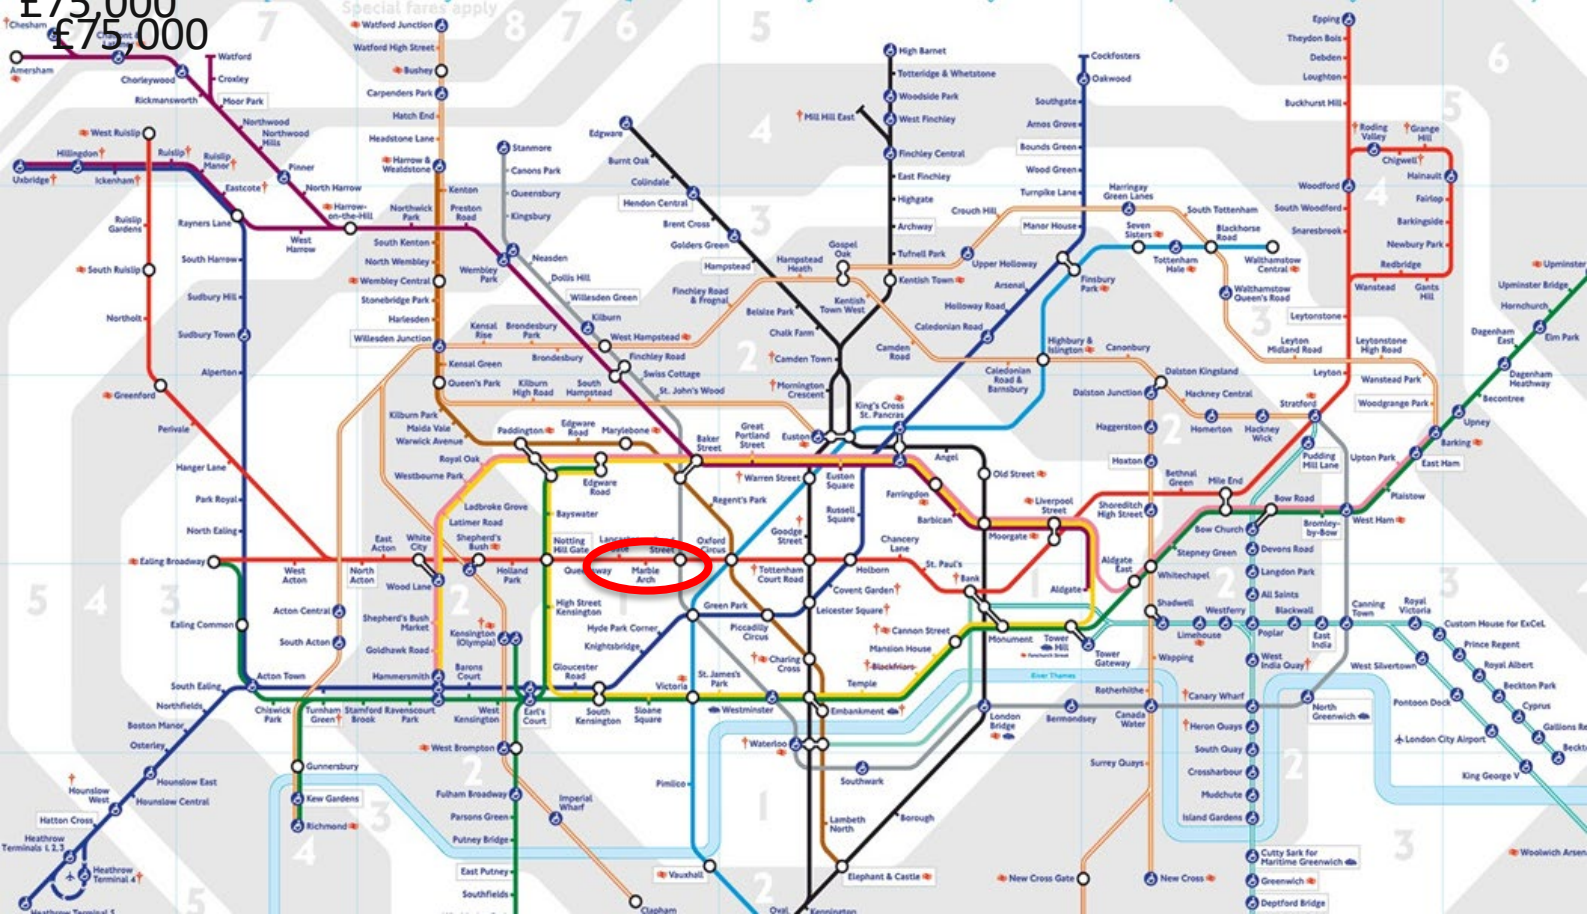 £75,000
£75,000
Special fares apply
7
8
7
6
5
6
Chesham
Amersham
Chorleywood
Rickmansworth
Watford
Croxley
Moor Park
Northwood
Northwood
Hills
Pinner
North Harrow
Harrow-
on-the-Hill
Northwick
Park
Preston
Road
West
Harrow
West Ruislip
Hillingdon
Uxbridge
Ickenham
Ruislip
Ruislip
Manor
Eastcote
Rayners Lane
Ruislip
Gardens
South Ruislip
Northolt
Greenford
Perivale
Hanger Lane
South Harrow
Sudbury Hill
Sudbury Town
Alperton
Park Royal
North Ealing
Ealing Broadway
West
Acton
North
Acton
East
Acton
White
City
Ealing Common
South Ealing
Northfields
Boston Manor
Osterley
Hounslow East
Hounslow Central
Hounslow
West
Hatton Cross
Heathrow
Terminals 1, 2, 3
Heathrow
Terminal 4
Heathrow Terminal 5
Watford Junction
Watford High Street
Bushey
Carpenders Park
Hatch End
Headstone Lane
Harrow &
Wealdstone
Kenton
South Kenton
North Wembley
Wembley Central
Stonebridge Park
Harlesden
Willesden Junction
Kensal Green
Queen's Park
Kilburn Park
Maida Vale
Warwick Avenue
Royal Oak
Westbourne Park
Ladbroke Grove
Latimer Road
Shepherd's
Bush
Wood Lane
Shepherd's Bush
Market
Goldhawk Road
Hammersmith
Acton Central
South Acton
Acton Town
Chiswick
Park
Turnham
Green
Stamford
Brook
Ravenscourt
Park
Barons
Court
West
Kensington
Earl's
Court
Kensington
(Olympia)
West Brompton
Fulham Broadway
Parsons Green
Putney Bridge
East Putney
Southfields
Gunnersbury
Kew Gardens
Richmond
Imperial
Wharf
Clapham
Stanmore
Canons Park
Queensbury
Kingsbury
Wembley
Park
Neasden
Dollis Hill
Willesden Green
Kilburn
West Hampstead
Finchley Road
Swiss Cottage
St. John's Wood
Kensal
Rise
Brondesbury
Park
Brondesbury
Kilburn
High Road
South
Hampstead
Finchley Road
& Frognal
Hampstead
Heath
Gospel
Oak
Kentish
Town West
Camden
Road
Caledonian
Road &
Barnsbury
Edgware
Burnt Oak
Colindale
Hendon Central
Brent Cross
Golders Green
Hampstead
Belsize Park
Chalk Farm
Camden Town
Mornington
Crescent
Euston
High Barnet
Totteridge & Whetstone
Woodside Park
West Finchley
Mill Hill East
Finchley Central
East Finchley
Highgate
Archway
Tufnell Park
Kentish Town
Cockfosters
Oakwood
Southgate
Arnos Grove
Bounds Green
Wood Green
Turnpike Lane
Manor House
Crouch Hill
Harringay
Green Lanes
South Tottenham
Upper Holloway
Seven
Sisters
Tottenham
Hale
Blackhorse
Road
Walthamstow
Central
Walthamstow
Queen's Road
Finsbury
Park
Arsenal
Holloway Road
Caledonian Road
Highbury &
Islington
Canonbury
Dalston Kingsland
Dalston Junction
Hackney Central
Homerton
Hackney
Wick
Haggerston
Hoxton
Shoreditch
High Street
Leyton
Midland Road
Leytonstone
High Road
Wanstead Park
Woodgrange Park
Epping
Theydon Bois
Debden
Loughton
Buckhurst Hill
Roding
Valley
Grange
Hill
Chigwell
Hainault
Fairlop
Barkingside
Newbury Park
Redbridge
Gants
Hill
Wanstead
Woodford
South Woodford
Snaresbrook
Leytonstone
Leyton
Stratford
Pudding
Mill Lane
Upminster
Upminster Bridge
Hornchurch
Elm Park
Dagenham
East
Dagenham
Heathway
Becontree
Upney
Barking
East Ham
Upton Park
Plaistow
West Ham
Bromley-
by-Bow
Bow Road
Bow Church
Mile End
Bethnal
Green
Stepney Green
Whitechapel
Aldgate
East
Aldgate
Paddington
Edgware
Road
Marylebone
Baker
Street
Great
Portland
Street
Edgware
Road
Bayswater
Notting
Hill Gate
Holland
Park
Marble
Arch
Street
Oxford
Circus
Regent's Park
Warren Street
Euston
Square
King's Cross
St. Pancras
Angel
Old Street
Farringdon
Barbican
Moorgate
Liverpool
Street
Russell
Square
Goodge
Street
Tottenham
Court Road
Holborn
Chancery
Lane
St. Paul's
Bank
Covent Garden
Leicester Square
Piccadilly
Circus
Green Park
Hyde Park Corner
Knightsbridge
High Street
Kensington
Gloucester
Road
South
Kensington
Sloane
Square
Victoria
St. James's
Park
Westminster
Charing
Cross
Embankment
Temple
Blackfriars
Mansion House
Cannon Street
Monument
Tower
Hill
Fenchurch Street
Tower
Gateway
River Thames
Waterloo
Southwark
London
Bridge
Bermondsey
Canada
Water
Pimlico
Vauxhall
Oval
Kennington
Lambeth
North
Elephant & Castle
Borough
Shadwell
Wapping
Rotherhithe
Surrey Quays
New Cross Gate
New Cross
Limehouse
Westferry
Poplar
Blackwall
East
India
Canning
Town
Royal
Victoria
Custom House for ExCeL
Prince Regent
Royal Albert
Beckton Park
Cyprus
Gallions Re
Beckt
West Silvertown
Pontoon Dock
London City Airport
King George V
Woolwich Arsen
Devons Road
Langdon Park
All Saints
West
India Quay
Canary Wharf
Heron Quays
South Quay
Crossharbour
Mudchute
Island Gardens
Cutty Sark for
Maritime Greenwich
Greenwich
Deptford Bridge
North
Greenwich